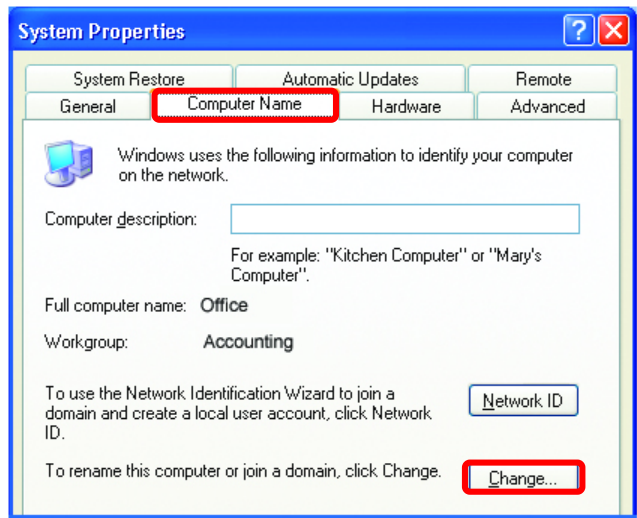 System Properties
System Restore
Automatic Updates
Remote
General
Computer Name
Hardware
Advanced
Windows uses the following information to identify your computer
on the network.
Computer description:
For example: "Kitchen Computer" or "Mary's
Computer".
Full computer name: Office
Workgroup: Accounting
To use the Network Identification Wizard to join a
domain and create a local user account, click Network
ID.
Network ID
To rename this computer or join a domain, click Change.
Change...